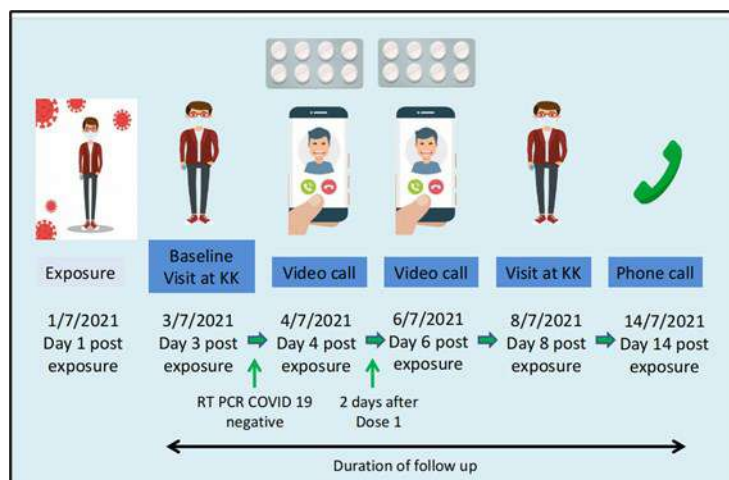 Exposure
Baseline
Visit at KK
Video call
Video call
Visit at KK
Phone call
1/7/2021
Day 1 post
exposure
3/7/2021
Day 3 post
exposure
4/7/2021
Day 4 post
exposure
6/7/2021
Day 6 post
exposure
8/7/2021
Day 8 post
exposure
14/7/2021
Day 14 post
exposure
RT PCR COVID 19
negative
2 days after
Dose 1
Duration of follow up